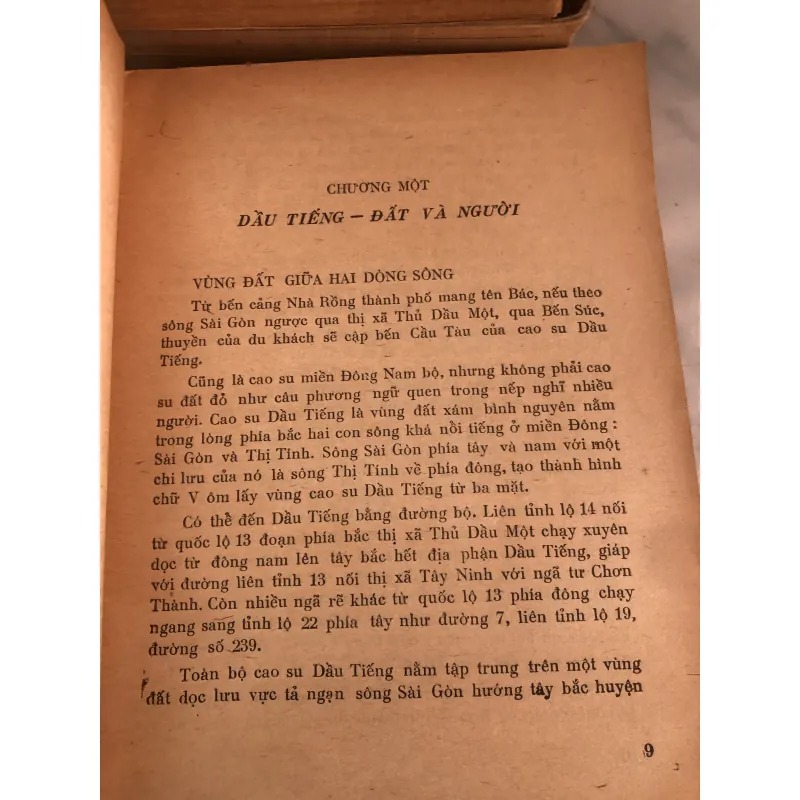 CHƯƠNG MỘT
DẦU TIẾNG — ĐẤT VÀ NGƯỜI
VÙNG ĐẤT GIỮA HAI DÒNG SÔNG
Từ bến cảng Nhà Rồng thành phố mang tên Bác, nếu theo
sông Sài Gòn ngược qua thị xã Thủ Dầu Một, qua Bến Súc,
thuyền của du khách sẽ cập bến Cầu Tàu của cao su Dầu
Tiếng.
Cũng là cao su miền Đông Nam bộ, nhưng không phải cao
su đất đỏ như câu phương ngữ quen trong nếp nghĩ nhiều
người. Cao su Dầu Tiếng là vùng đất xám bình nguyên nằm
trong lòng phía bắc hai con sông khá nổi tiếng ở miền Đông :
Sài Gòn và Thị Tính. Sông Sài Gòn phía tây và nam với một
chi lưu của nó là sông Thị Tính về phía đông, tạo thành hình
chữ V ôm lấy vùng cao su Dầu Tiếng từ ba mặt.
Có thể đến Dầu Tiếng bằng đường bộ. Liên tỉnh lộ 14 nối
từ quốc lộ 13 đoạn phía bắc thị xã Thủ Dầu Một chạy xuyên
dọc từ đông nam lên tây bắc hết địa phận Dầu Tiếng, giáp
với đường liên tỉnh 13 nối thị xã Tây Ninh với ngã tư Chơn
Thành. Còn nhiều ngã rẽ khác từ quốc lộ 13 phía đông chạy
ngang sang tỉnh lộ 22 phía tây như đường 7, liên tỉnh lộ 19,
đường số 239.
Toàn bộ cao su Dầu Tiếng nằm tập trung trên một vùng
đất dọc lưu vực tả ngạn sông Sài Gòn hướng tây bắc huyện
9